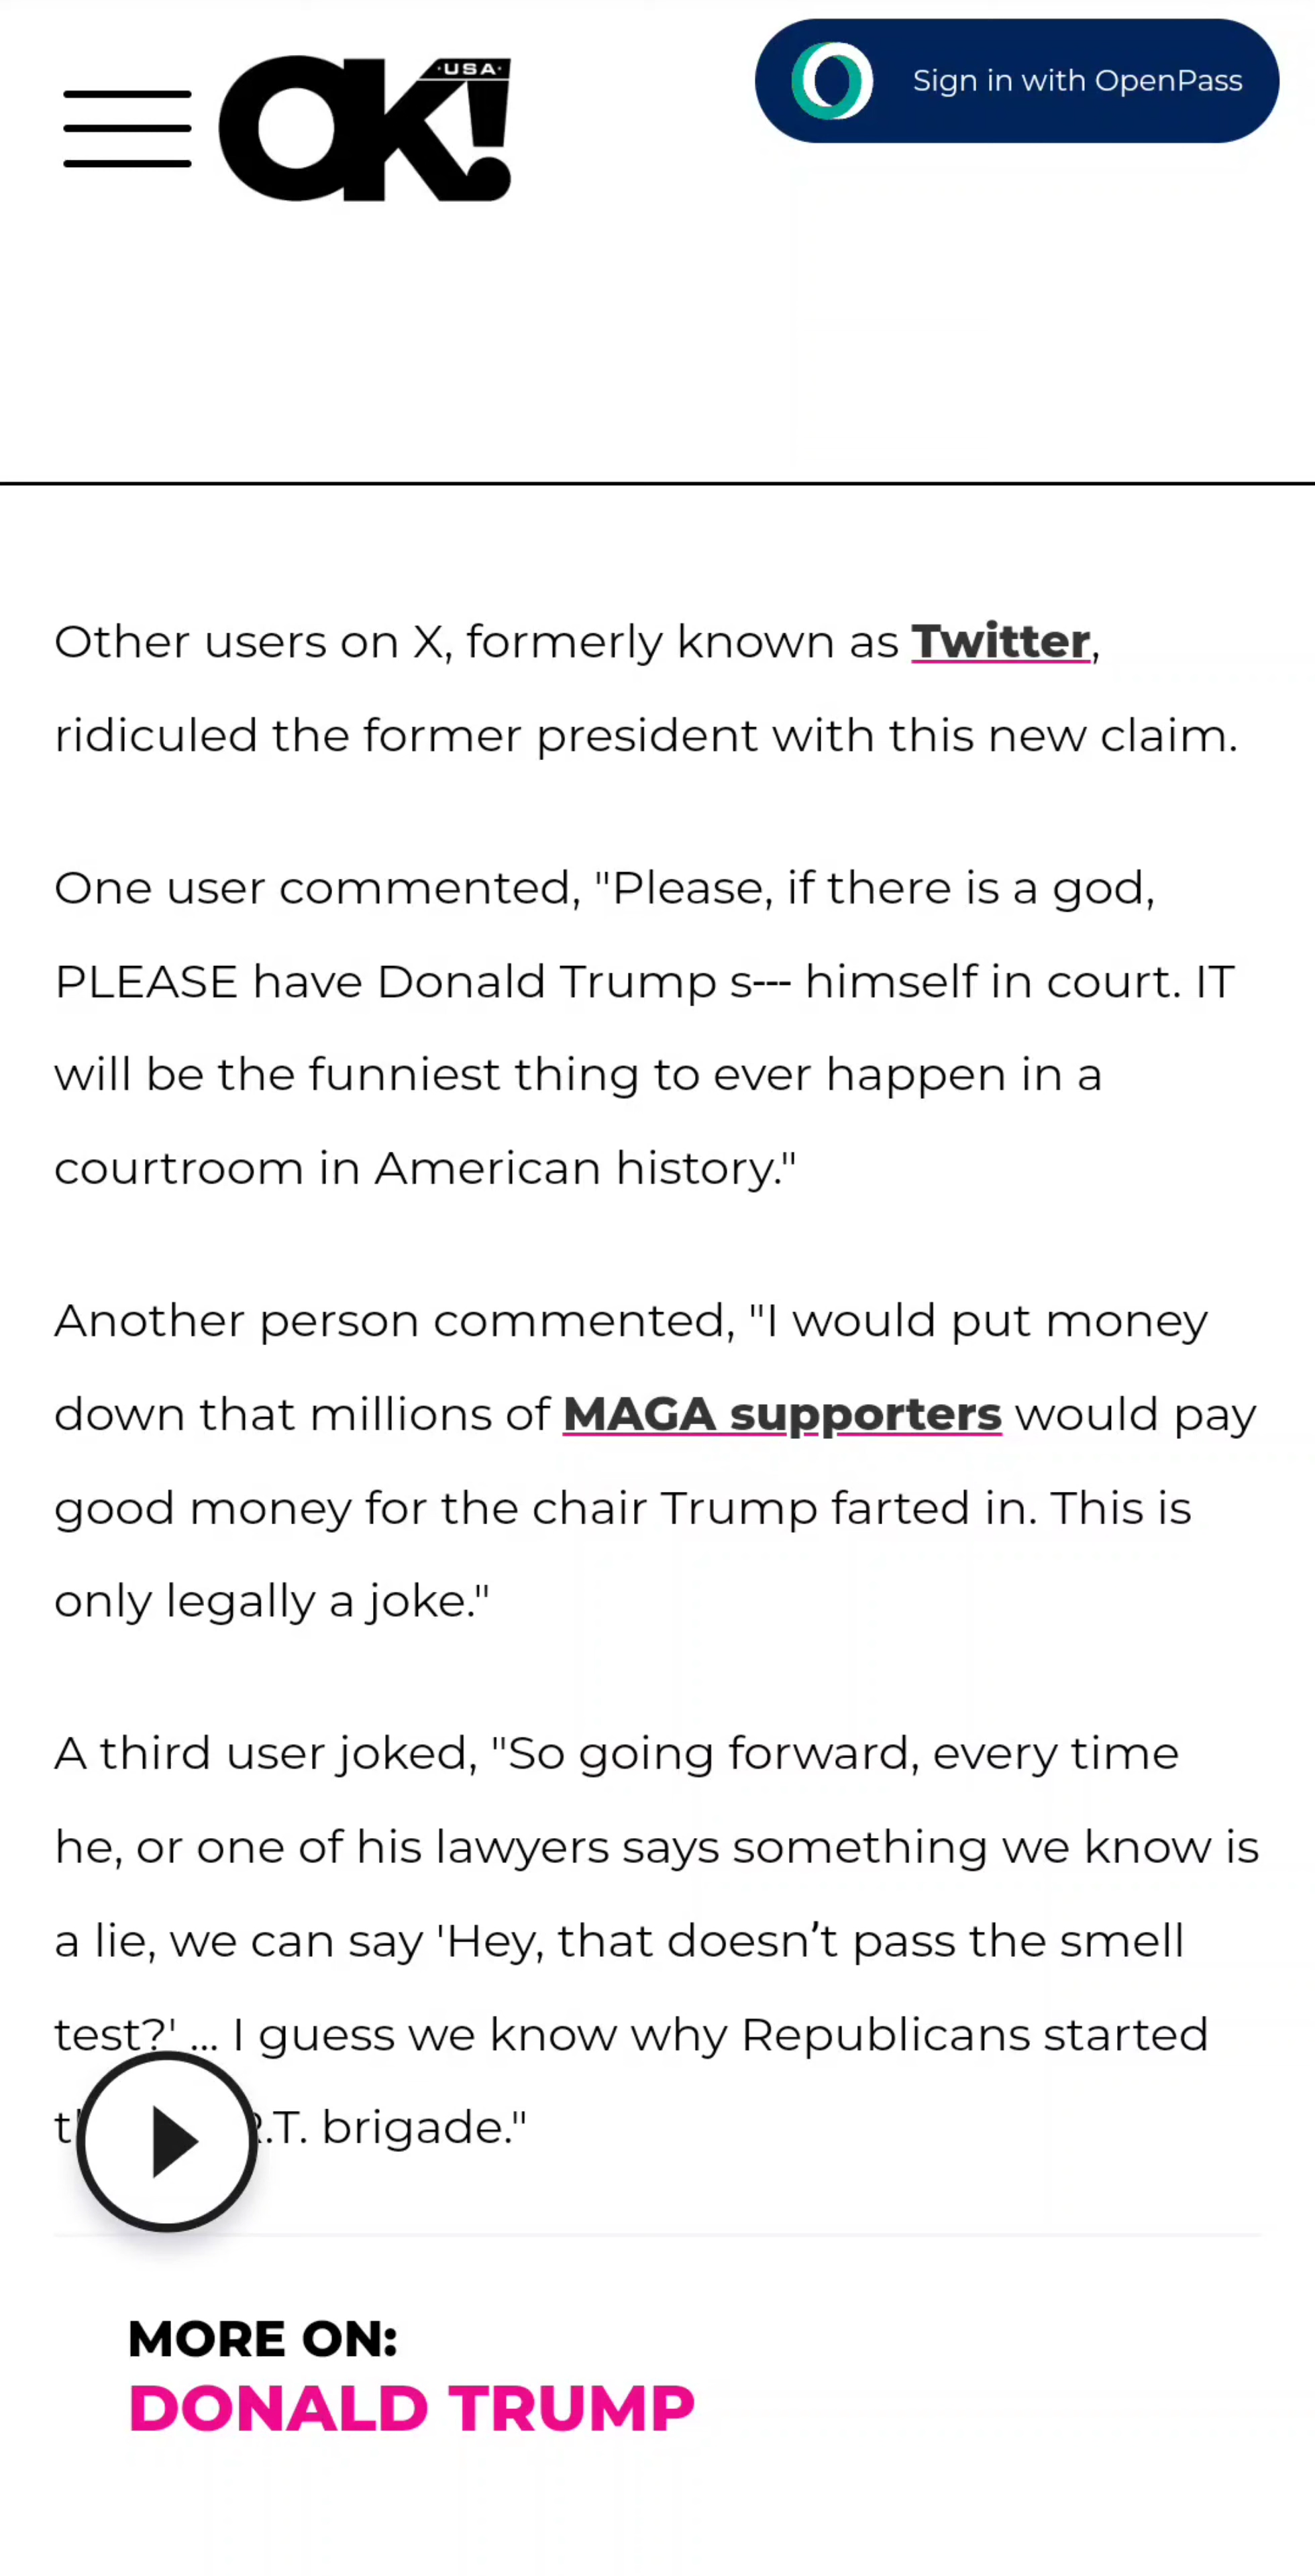 OK!
·USA·
Sign in with OpenPass
Other users on X, formerly known as Twitter,
ridiculed the former president with this new claim.
One user commented, "Please, if there is a god,
PLEASE have Donald Trump s--- himself in court. IT
will be the funniest thing to ever happen in a
courtroom in American history."
Another person commented, "I would put money
down that millions of MAGA supporters would pay
good money for the chair Trump farted in. This is
only legally a joke."
A third user joked, "So going forward, every time
he, or one of his lawyers says something we know is
a lie, we can say 'Hey, that doesn’t pass the smell
test?' ... I guess we know why Republicans started
.T. brigade."
MORE ON:
DONALD TRUMP